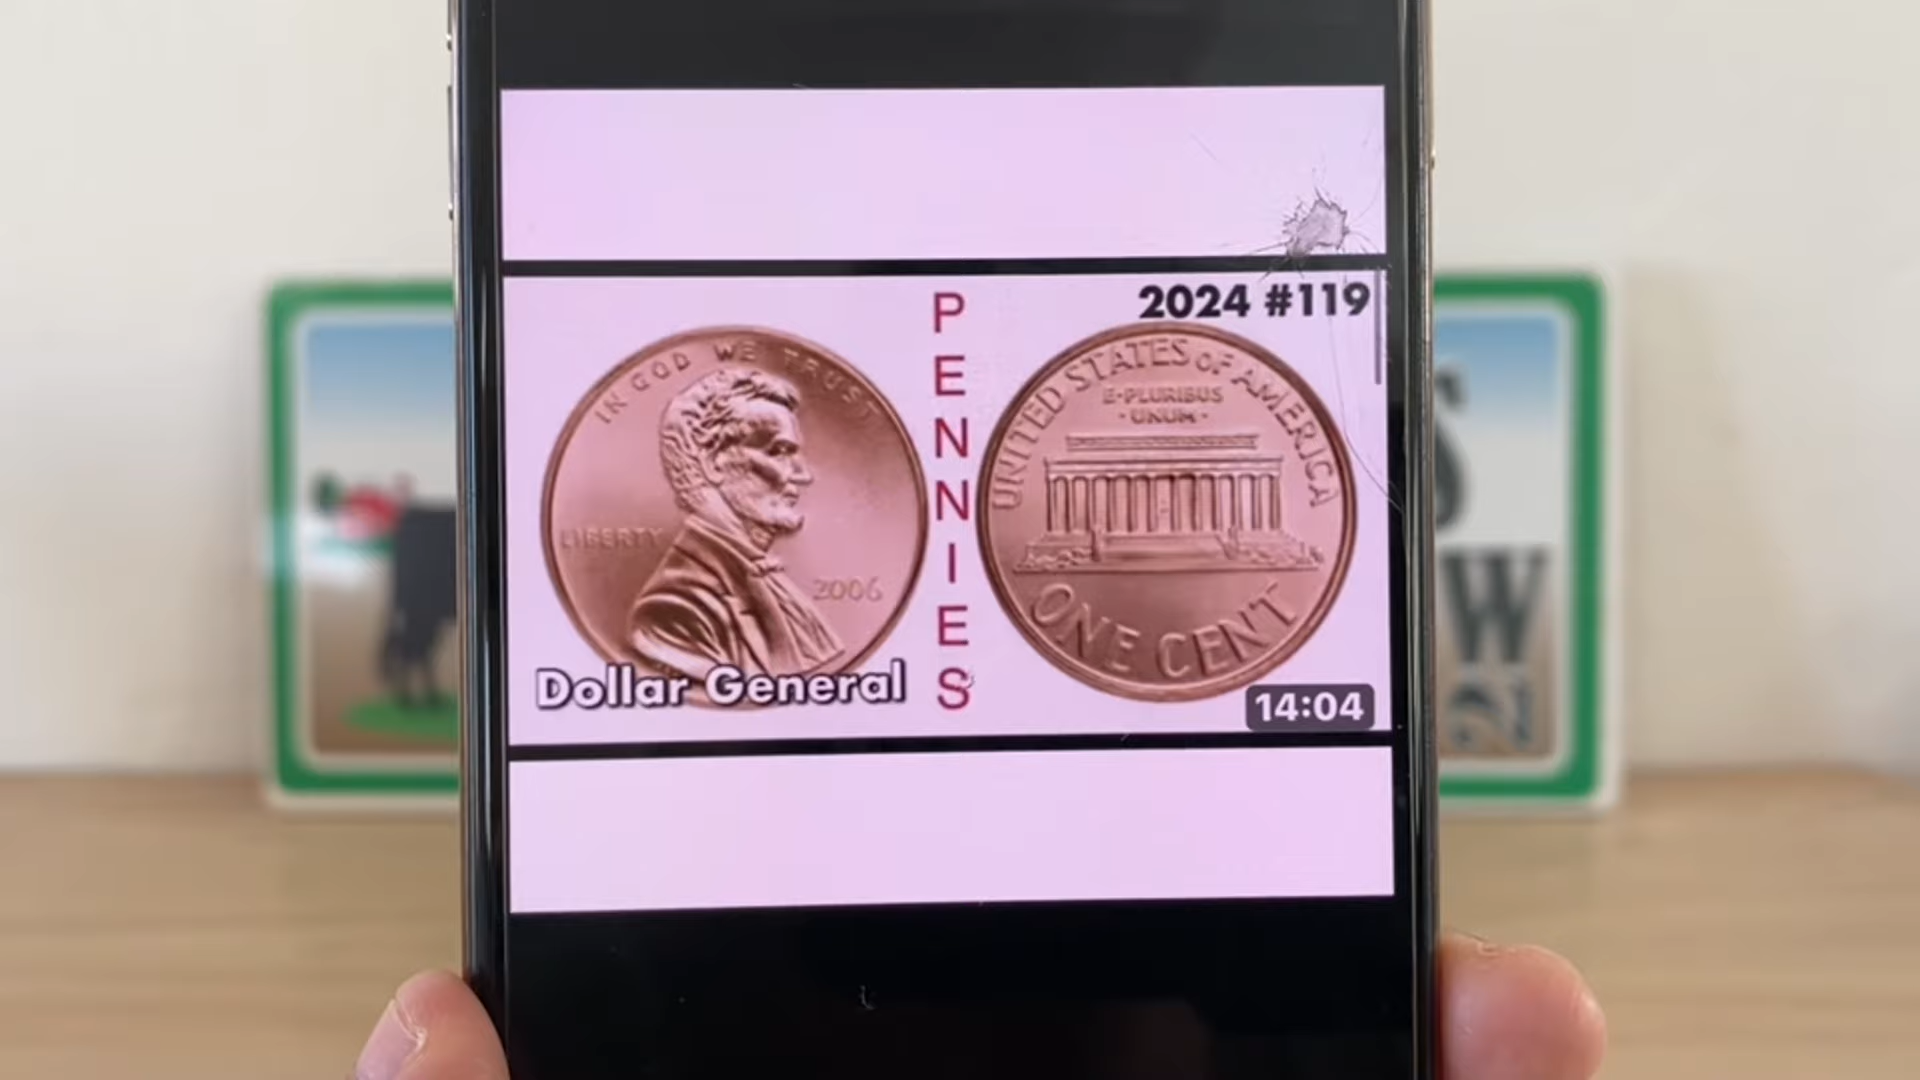 2024 #119
IN GOD WE TRUST
LIBERTY
2006
Dollar General
PENNIES
UNITED STATES OF AMERICA
E·PLURIBUS
·UNUM·
ONE CENT
14:04
S
W